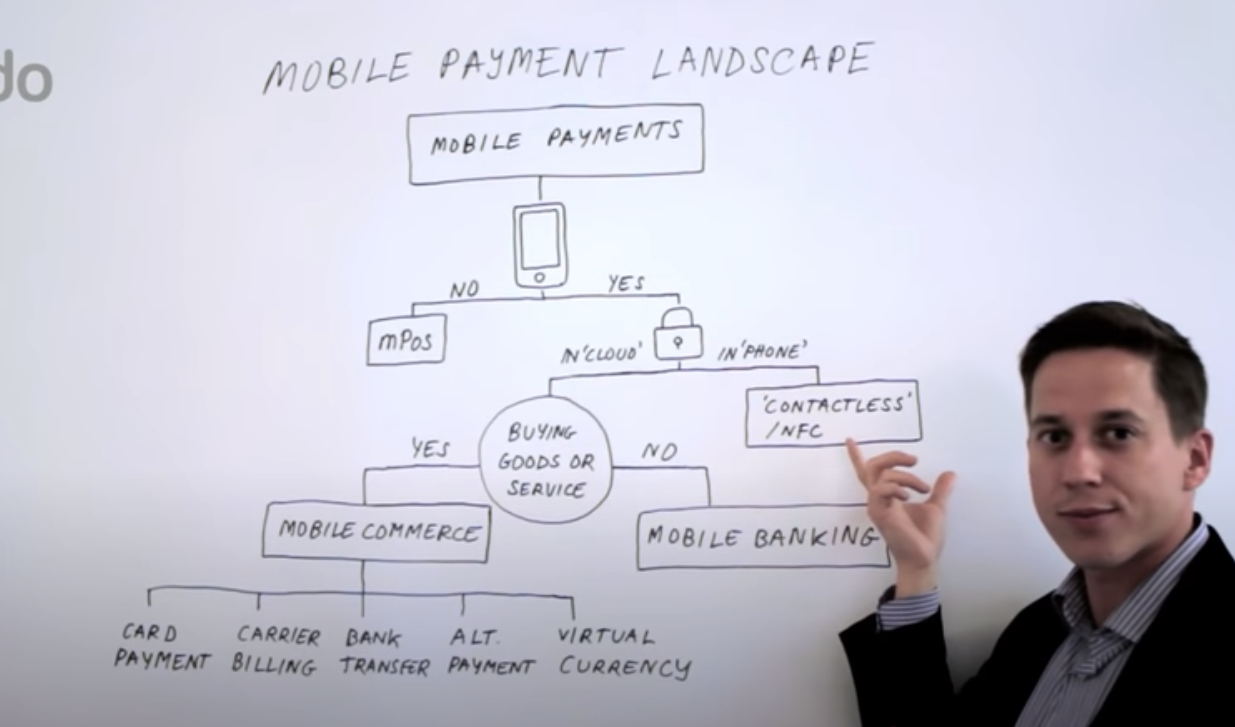 do
MOBILE PAYMENT LANDSCAPE
MOBILE PAYMENTS
NO
YES
mPos
IN 'CLOUD'
IN 'PHONE'
'CONTACTLESS'
/NFC
BUYING
GOODS OR
SERVICE
YES
NO
MOBILE COMMERCE
MOBILE BANKING
CARD
PAYMENT
CARRIER
BILLING
BANK
TRANSFER
ALT.
PAYMENT
VIRTUAL
CURRENCY